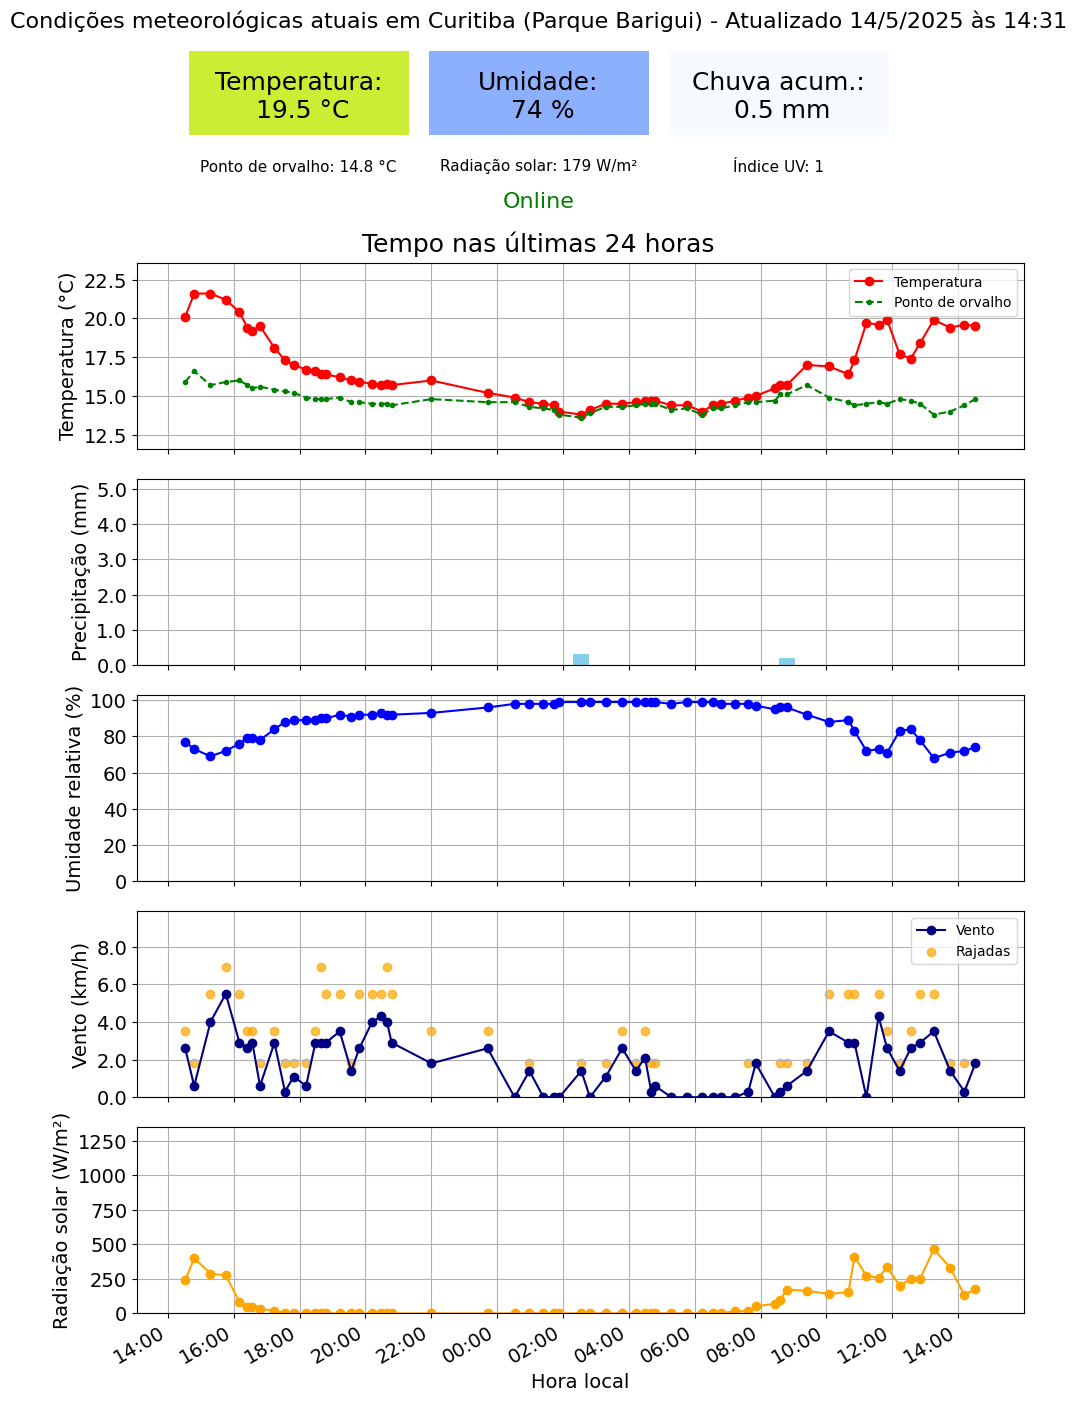 Condições meteorológicas atuais em Curitiba (Parque Barigui) - Atualizado 14/5/2025 às 14:31
Temperatura:
19.5 °C
Umidade:
74 %
Chuva acum.:
0.5 mm
Ponto de orvalho: 14.8 °C
Radiação solar: 179 W/m²
Índice UV: 1
Online
Tempo nas últimas 24 horas
Temperatura (°C)
22.5
20.0
17.5
15.0
12.5
Temperatura
Ponto de orvalho
Precipitação (mm)
5.0
4.0
3.0
2.0
1.0
0.0
Umidade relativa (%)
100
80
60
40
20
0
Vento (km/h)
8.0
6.0
4.0
2.0
0.0
Vento
Rajadas
Radiação solar (W/m²)
1250
1000
750
500
250
0
14:00
16:00
18:00
20:00
22:00
00:00
02:00
04:00
06:00
08:00
10:00
12:00
14:00
Hora local